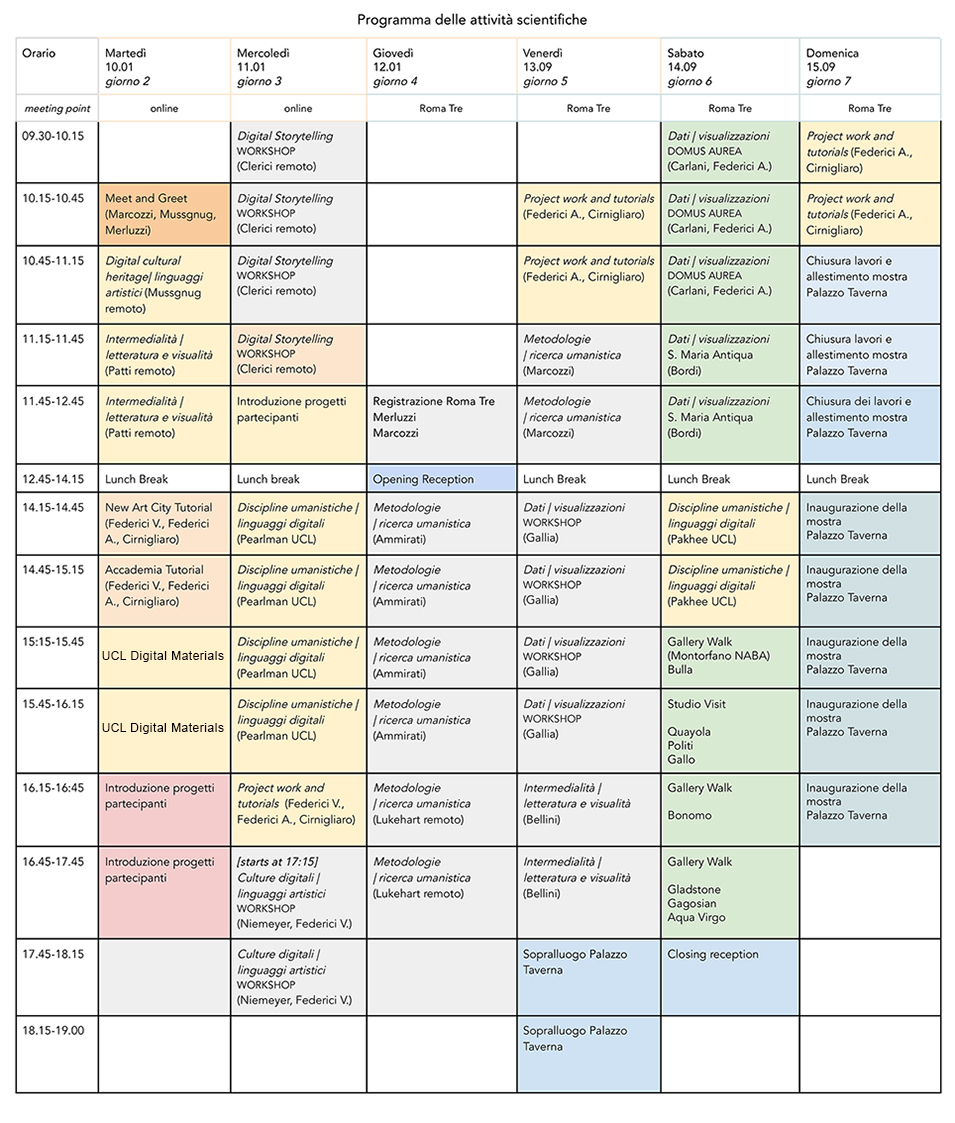 Programma delle attività scientifiche
Orario
Martedì
10.01
giorno 2
Mercoledì
11.01
giorno 3
Giovedì
12.01
giorno 4
Venerdì
13.09
giorno 5
Sabato
14.09
giorno 6
Domenica
15.09
giorno 7
meeting point
online
online
Roma Tre
Roma Tre
Roma Tre
Roma Tre
09.30-10.15
Digital Storytelling
WORKSHOP
(Clerici remoto)
Dati | visualizzazioni
DOMUS AUREA
(Carlani, Federici A.)
Project work and
tutorials (Federici A.,
Cirnigliaro)
10.15-10.45
Meet and Greet
(Marcozzi, Mussgnug,
Merluzzi)
Digital Storytelling
WORKSHOP
(Clerici remoto)
Project work and tutorials
(Federici A., Cirnigliaro)
Dati | visualizzazioni
DOMUS AUREA
(Carlani, Federici A.)
Project work and
tutorials (Federici A.,
Cirnigliaro)
10.45-11.15
Digital cultural
heritage| linguaggi
artistici (Mussgnug
remoto)
Digital Storytelling
WORKSHOP
(Clerici remoto)
Project work and tutorials
(Federici A., Cirnigliaro)
Dati | visualizzazioni
DOMUS AUREA
(Carlani, Federici A.)
Chiusura lavori e
allestimento mostra
Palazzo Taverna
11.15-11.45
Intermedialità |
letteratura e visualità
(Patti remoto)
Digital Storytelling
WORKSHOP
(Clerici remoto)
Metodologie
| ricerca umanistica
(Marcozzi)
Dati | visualizzazioni
S. Maria Antiqua
(Bordi)
Chiusura lavori e
allestimento mostra
Palazzo Taverna
11.45-12.45
Intermedialità |
letteratura e visualità
(Patti remoto)
Introduzione progetti
partecipanti
Registrazione Roma Tre
Merluzzi
Marcozzi
Metodologie
| ricerca umanistica
(Marcozzi)
Dati | visualizzazioni
S. Maria Antiqua
(Bordi)
Chiusura dei lavori e
allestimento mostra
Palazzo Taverna
12.45-14.15
Lunch Break
Lunch break
Opening Reception
Lunch Break
Lunch Break
Lunch Break
14.15-14.45
New Art City Tutorial
(Federici V., Federici
A., Cirnigliaro)
Discipline umanistiche |
linguaggi digitali
(Pearlman UCL)
Metodologie
| ricerca umanistica
(Ammirati)
Dati | visualizzazioni
WORKSHOP
(Gallia)
Discipline umanistiche |
linguaggi digitali
(Pakhee UCL)
Inaugurazione della
mostra
Palazzo Taverna
14.45-15.15
Accademia Tutorial
(Federici V., Federici
A., Cirnigliaro)
Discipline umanistiche |
linguaggi digitali
(Pearlman UCL)
Metodologie
| ricerca umanistica
(Ammirati)
Dati | visualizzazioni
WORKSHOP
(Gallia)
Discipline umanistiche |
linguaggi digitali
(Pakhee UCL)
Inaugurazione della
mostra
Palazzo Taverna
15:15-15.45
UCL Digital Materials
Discipline umanistiche |
linguaggi digitali
(Pearlman UCL)
Metodologie
| ricerca umanistica
(Ammirati)
Dati | visualizzazioni
WORKSHOP
(Gallia)
Gallery Walk
(Montorfano NABA)
Bulla
Inaugurazione della
mostra
Palazzo Taverna
15.45-16.15
UCL Digital Materials
Discipline umanistiche |
linguaggi digitali
(Pearlman UCL)
Metodologie
| ricerca umanistica
(Ammirati)
Dati | visualizzazioni
WORKSHOP
(Gallia)
Studio Visit
Quayola
Politi
Gallo
Inaugurazione della
mostra
Palazzo Taverna
16.15-16:45
Introduzione progetti
partecipanti
Project work and
tutorials (Federici V.,
Federici A., Cirnigliaro)
Metodologie
| ricerca umanistica
(Lukehart remoto)
Intermedialità |
letteratura e visualità
(Bellini)
Gallery Walk
Bonomo
Inaugurazione della
mostra
Palazzo Taverna
16.45-17.45
Introduzione progetti
partecipanti
[starts at 17:15]
Culture digitali |
linguaggi artistici
WORKSHOP
(Niemeyer, Federici V.)
Metodologie
| ricerca umanistica
(Lukehart remoto)
Intermedialità |
letteratura e visualità
(Bellini)
Gallery Walk
Gladstone
Gagosian
Aqua Virgo
17.45-18.15
Culture digitali |
linguaggi artistici
WORKSHOP
(Niemeyer, Federici V.)
Sopralluogo Palazzo
Taverna
Closing reception
18.15-19.00
Sopralluogo Palazzo
Taverna